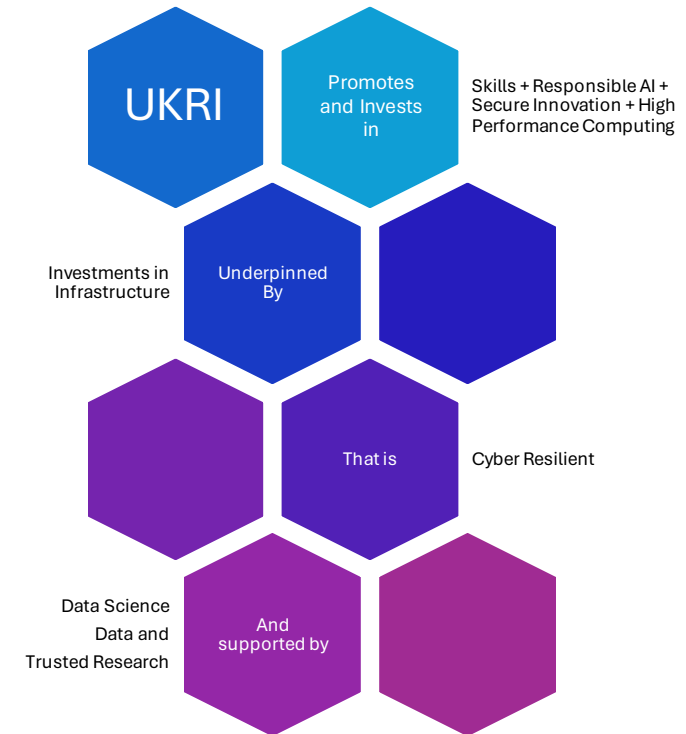 UKRI
Promotes
and Invests
in
Skills + Responsible AI +
Secure Innovation + High
Performance Computing
Investments in
Infrastructure
Underpinned
By
That is
Cyber Resilient
Data Science
Data and
Trusted Research
And
supported by